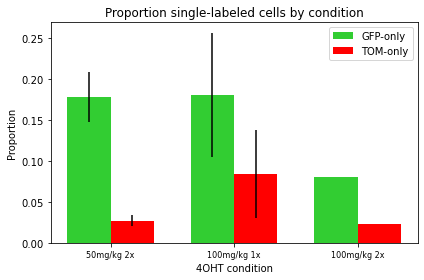 Proportion single-labeled cells by condition
GFP-only
TOM-only
0.25
0.20
0.15
0.10
0.05
0.00
Proportion
50mg/kg 2x
100mg/kg 1x
100mg/kg 2x
4OHT condition